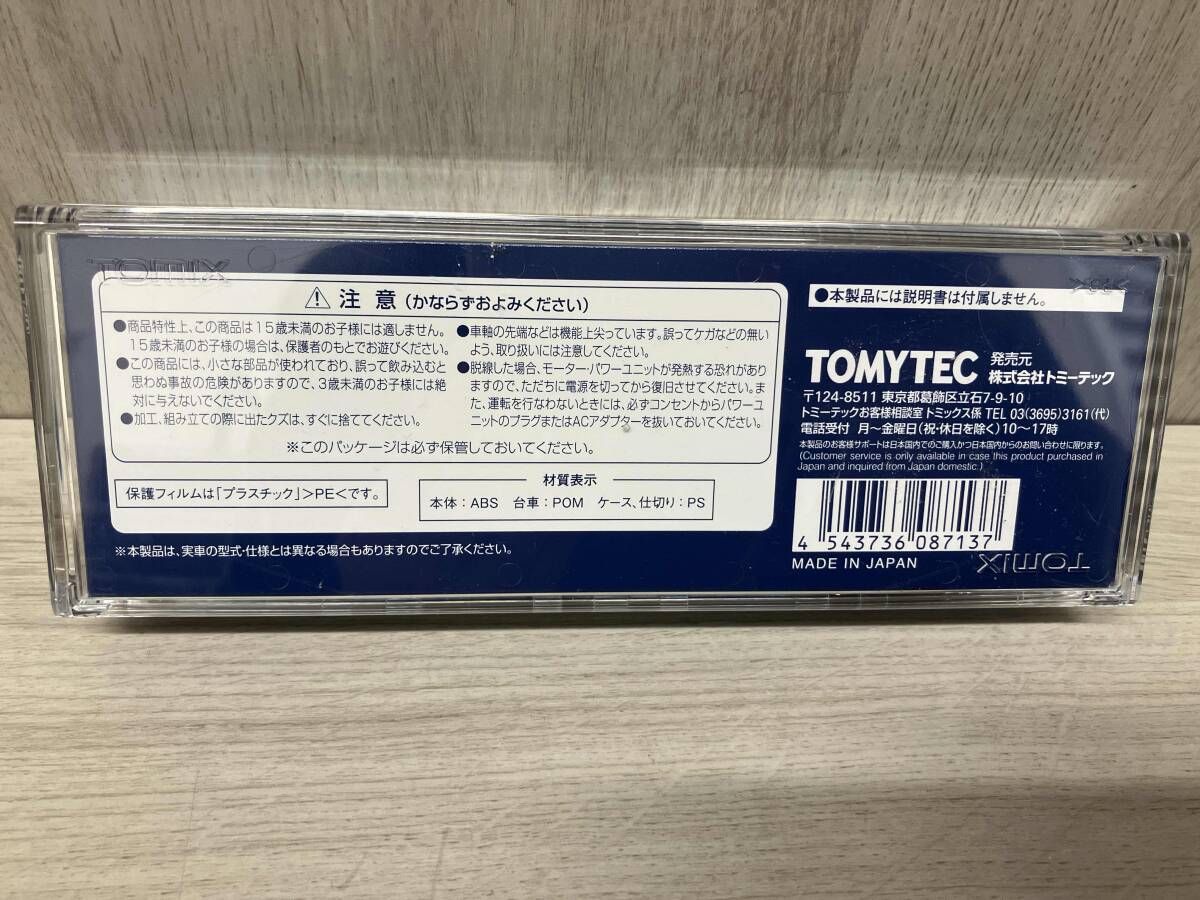 TOMIX
⚠ 注 意 (かならずおよみください)
●商品特性上、この商品は15歳未満のお子様には適しません。
15歳未満のお子様の場合は、保護者のもとでお遊びください。
●この商品には、小さな部品が使われており、誤って飲み込むと
思わぬ事故の危険がありますので、3歳未満のお子様には絶
対に与えないでください。
●加工、組み立ての際に出たクズは、すぐに捨ててください。
●車軸の先端などは機能上尖っています。誤ってケガなどの無い
よう、取り扱いには注意してください。
●脱線した場合、モーター・パワーユニットが発熱する恐れがあり
ますので、ただちに電源を切ってから復旧させてください。ま
た、運転を行なわないときには、必ずコンセントからパワーユ
ニットのプラグまたはACアダプターを抜いておいてください。
※このパッケージは必ず保管しておいてください。
保護フィルムは「プラスチック」>PE<です。
材質表示
本体:ABS 台車:POM ケース、仕切り:PS
※本製品は、実車の型式・仕様とは異なる場合もありますのでご了承ください。
●本製品には説明書は付属しません。
>PS<
TOMYTEC 発売元
株式会社トミーテック
〒124-8511 東京都葛飾区立石7-9-10
トミーテックお客様相談室 トミックス係 TEL 03(3695)3161(代)
電話受付 月~金曜日(祝・休日を除く)10~17時
本製品のお客様サポートは日本国内でのご購入かつ日本国内からのお問い合わせに限ります。
(Customer service is only available in case this product purchased in
Japan and inquired from Japan domestic.)
4 543736 087137
MADE IN JAPAN
TOMIX